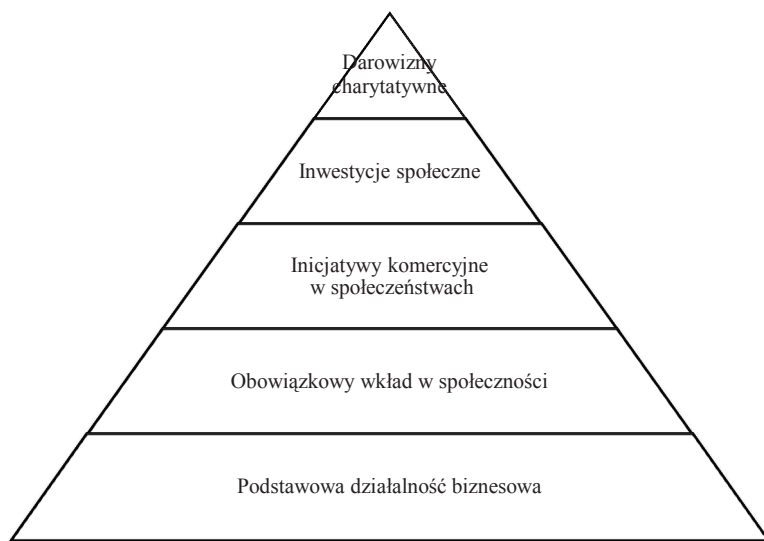 Darowizny
charytatywne
Inwestycje społeczne
Inicjatywy komercyjne
w społeczeństwach
Obowiązkowy wkład w społeczności
Podstawowa działalność biznesowa